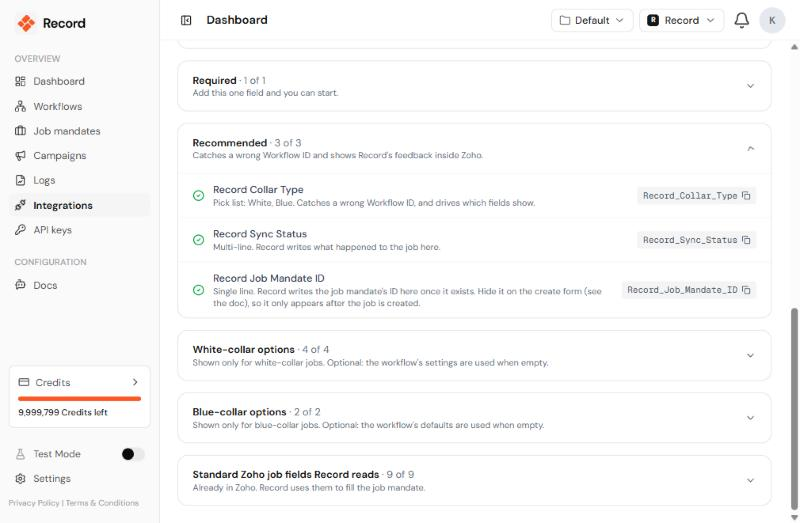 Record
Dashboard
Default
R
Record
K
OVERVIEW
Dashboard
Workflows
Job mandates
Campaigns
Logs
Integrations
API keys
CONFIGURATION
Docs
Credits
9,999,799 Credits left
Test Mode
Settings
Privacy Policy | Terms & Conditions
Required · 1 of 1
Add this one field and you can start.
Recommended · 3 of 3
Catches a wrong Workflow ID and shows Record's feedback inside Zoho.
Record Collar Type
Pick list: White, Blue. Catches a wrong Workflow ID, and drives which fields show.
Record_Collar_Type
Record Sync Status
Multi-line. Record writes what happened to the job here.
Record_Sync_Status
Record Job Mandate ID
Single line. Record writes the job mandate's ID here once it exists. Hide it on the create form (see
the doc), so it only appears after the job is created.
Record_Job_Mandate_ID
White-collar options · 4 of 4
Shown only for white-collar jobs. Optional: the workflow's settings are used when empty.
Blue-collar options · 2 of 2
Shown only for blue-collar jobs. Optional: the workflow's defaults are used when empty.
Standard Zoho job fields Record reads · 9 of 9
Already in Zoho. Record uses them to fill the job mandate.